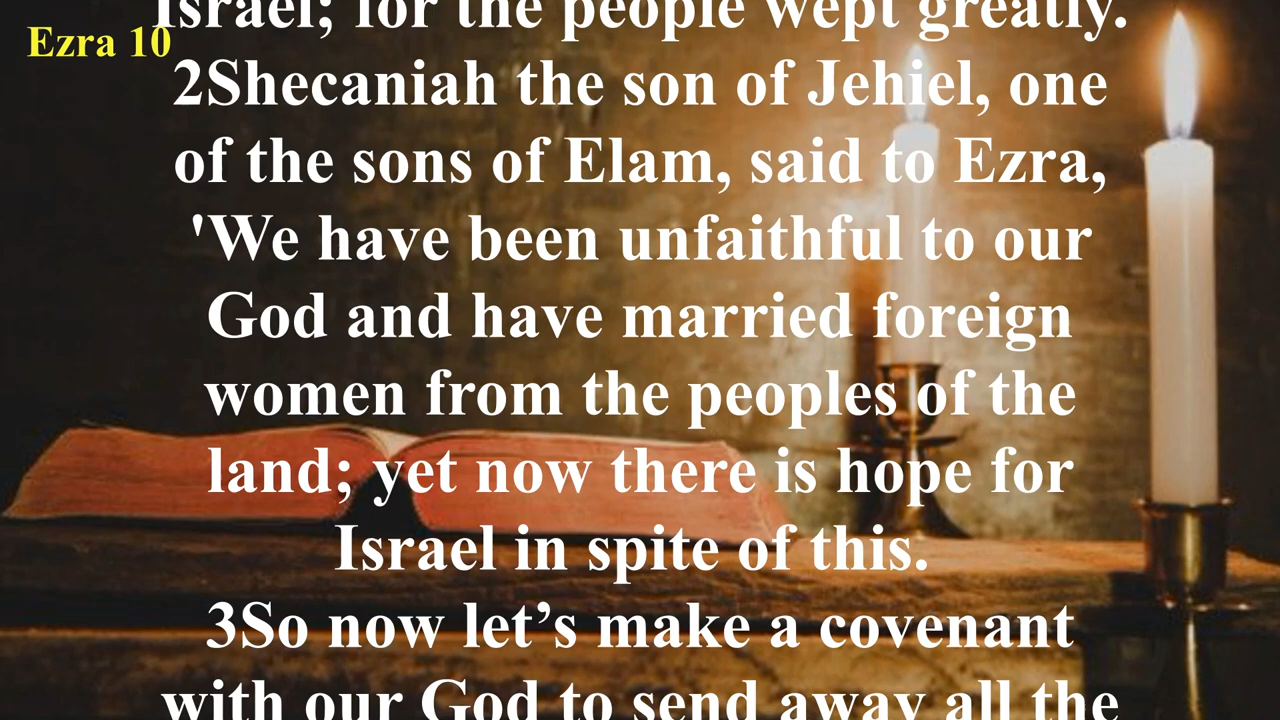 Israel; for the people wept greatly.
Ezra 10
2Shecaniah the son of Jehiel, one
of the sons of Elam, said to Ezra,
'We have been unfaithful to our
God and have married foreign
women from the peoples of the
land; yet now there is hope for
Israel in spite of this.
3So now let’s make a covenant
with our God to send away all the